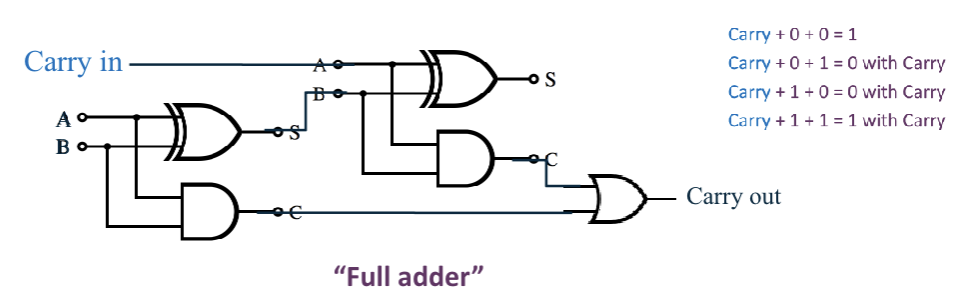 Carry + 0 + 0 = 1
Carry in
A
S
Carry + 0 + 1 = 0 with Carry
B
Carry + 1 + 0 = 0 with Carry
A
S
Carry + 1 + 1 = 1 with Carry
B
C
Carry out
C
“Full adder”